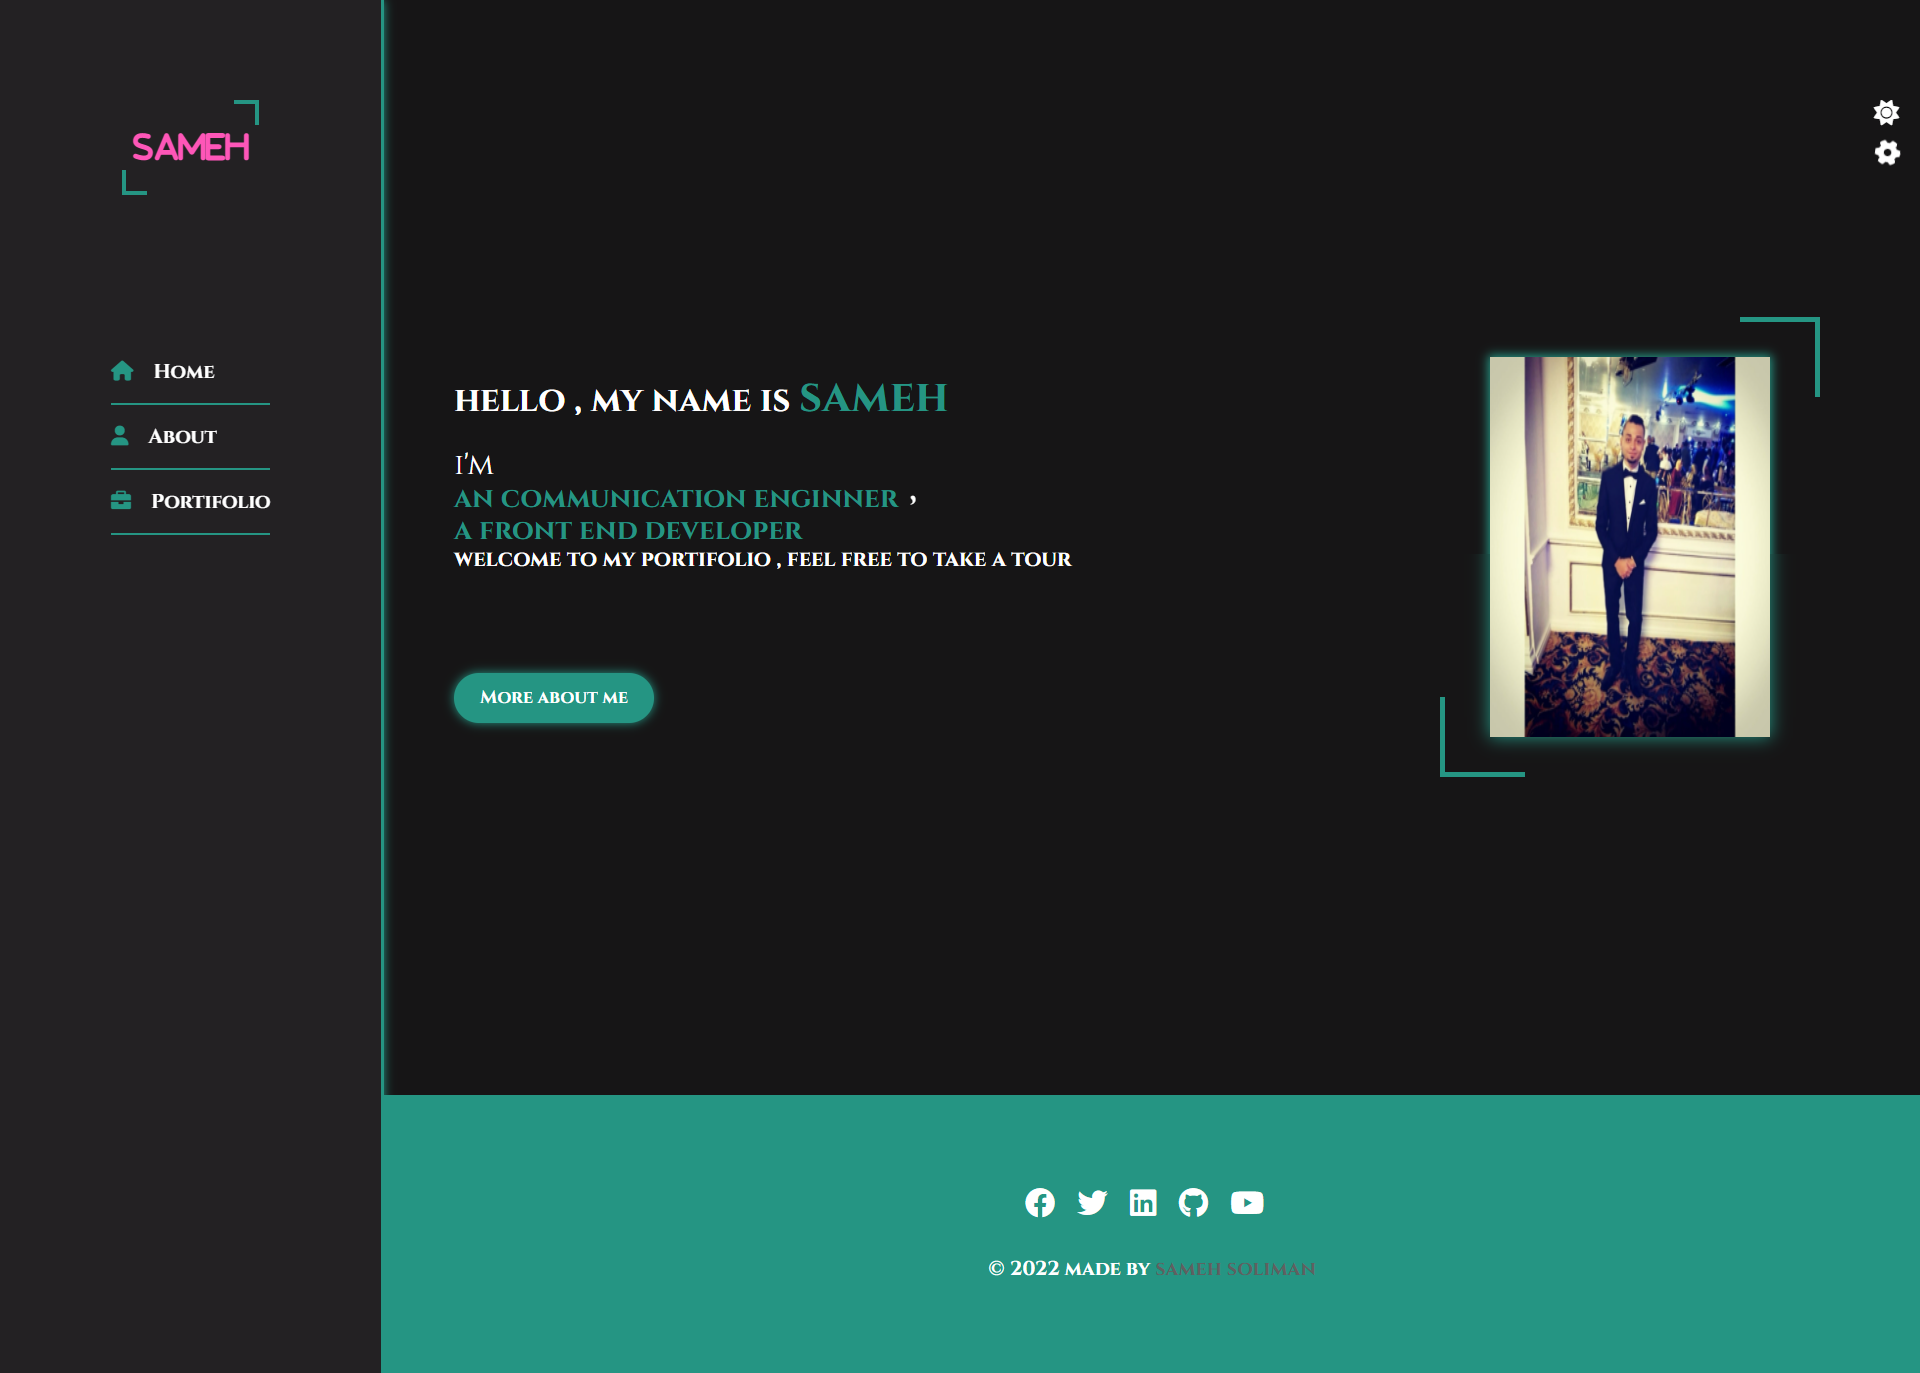 SAMEH
Home
About
Portifolio
HELLO , MY NAME IS SAMEH
I'M
AN COMMUNICATION ENGINNER ,
A FRONT END DEVELOPER
WELCOME TO MY PORTIFOLIO , FEEL FREE TO TAKE A TOUR
More about me
© 2022 MADE BY SAMEH SOLIMAN